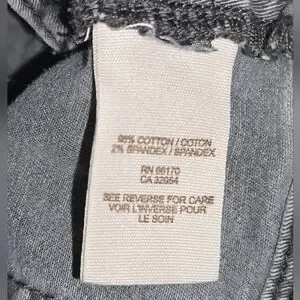 98% COTTON / COTON
2% SPANDEX / SPANDEX
RN 66170
CA 32954
SEE REVERSE FOR CARE
VOIR L'INVERSE POUR
LE SOIN